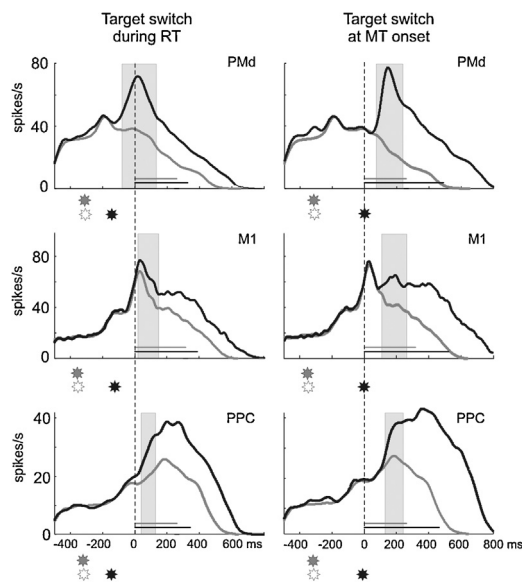 Target switch
during RT
Target switch
at MT onset
PMd
PMd
spikes/s
80
40
0
M1
M1
spikes/s
80
40
0
PPC
PPC
spikes/s
40
20
0
-400 -200 0 200 400 600 ms
-400 -200 0 200 400 600 800 ms